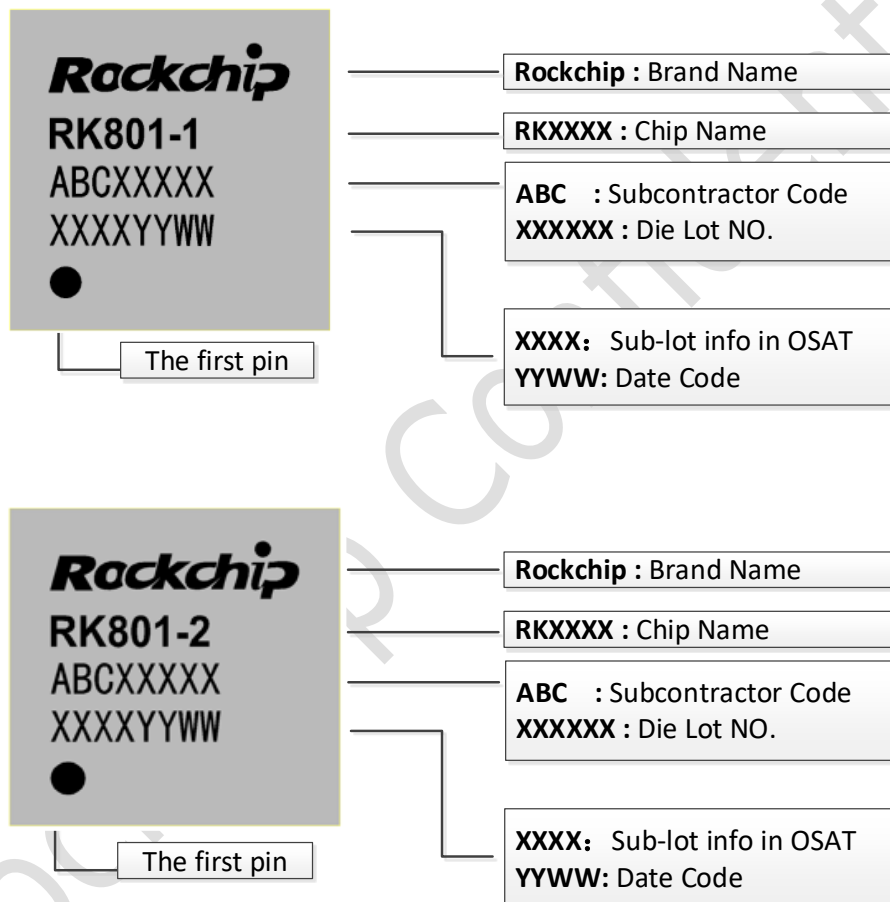 Rockchip
RK801-1
ABCXXXXX
XXXXYYWW
The first pin
Rockchip : Brand Name
RKXXXX : Chip Name
ABC : Subcontractor Code
XXXXXX : Die Lot NO.
XXXX： Sub-lot info in OSAT
YYWW: Date Code
Rockchip
RK801-2
ABCXXXXX
XXXXYYWW
The first pin
Rockchip : Brand Name
RKXXXX : Chip Name
ABC : Subcontractor Code
XXXXXX : Die Lot NO.
XXXX： Sub-lot info in OSAT
YYWW: Date Code